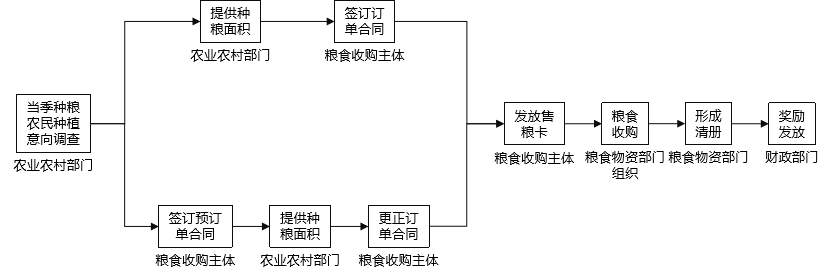 提供种
粮面积
农业农村部门
签订订
单合同
粮食收购主体
当季种粮
农民种植
意向调查
农业农村部门
发放售
粮卡
粮食收购主体
粮食
收购
粮食物资部门
组织
形成
清册
粮食物资部门
奖励
发放
财政部门
签订预订
单合同
粮食收购主体
提供种
粮面积
农业农村部门
更正订
单合同
粮食收购主体